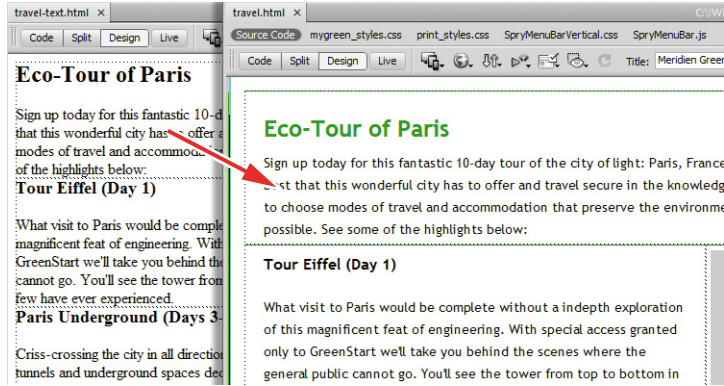 travel-text.html ×
Code Split Design Live
Eco-Tour of Paris
Sign up today for this fantastic 10-d
that this wonderful city has offer
modes of travel and
of the highlights below:
Tour Eiffel (Day 1)
What visit to Paris would be comple
magnificent feat of engineering. With
GreenStart we'll take you behind the
cannot go. You'll see the tower from
few have ever experienced.
Paris Underground (Days 3-
Criss-crossing the city in all directio
tunnels and underground spaces dec
travel.html × C:\Wi
Source Code mygreen_styles.css print_styles.css SpryMenuBarVertical.css SpryMenuBar.js
Code Split Design Live Title: Meridien Green
Eco-Tour of Paris
Sign up today for this fantastic 10-day tour of the city of light: Paris, France
that this wonderful city has to offer and travel secure in the knowledg
to choose modes of travel and accommodation that preserve the environme
possible. See some of the highlights below:
Tour Eiffel (Day 1)
What visit to Paris would be complete without a indepth exploration
of this magnificent feat of engineering. With special access granted
only to GreenStart we'll take you behind the scenes where the
general public cannot go. You'll see the tower from top to bottom in